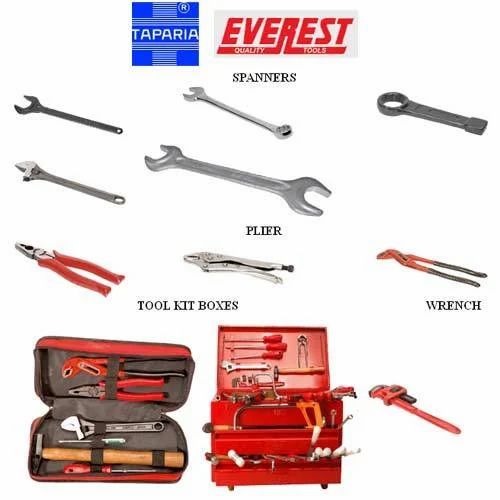 TAPARIA ®
EVEREST
QUALITY TOOLS
SPANNERS
PLIER
TOOL KIT BOXES
WRENCH